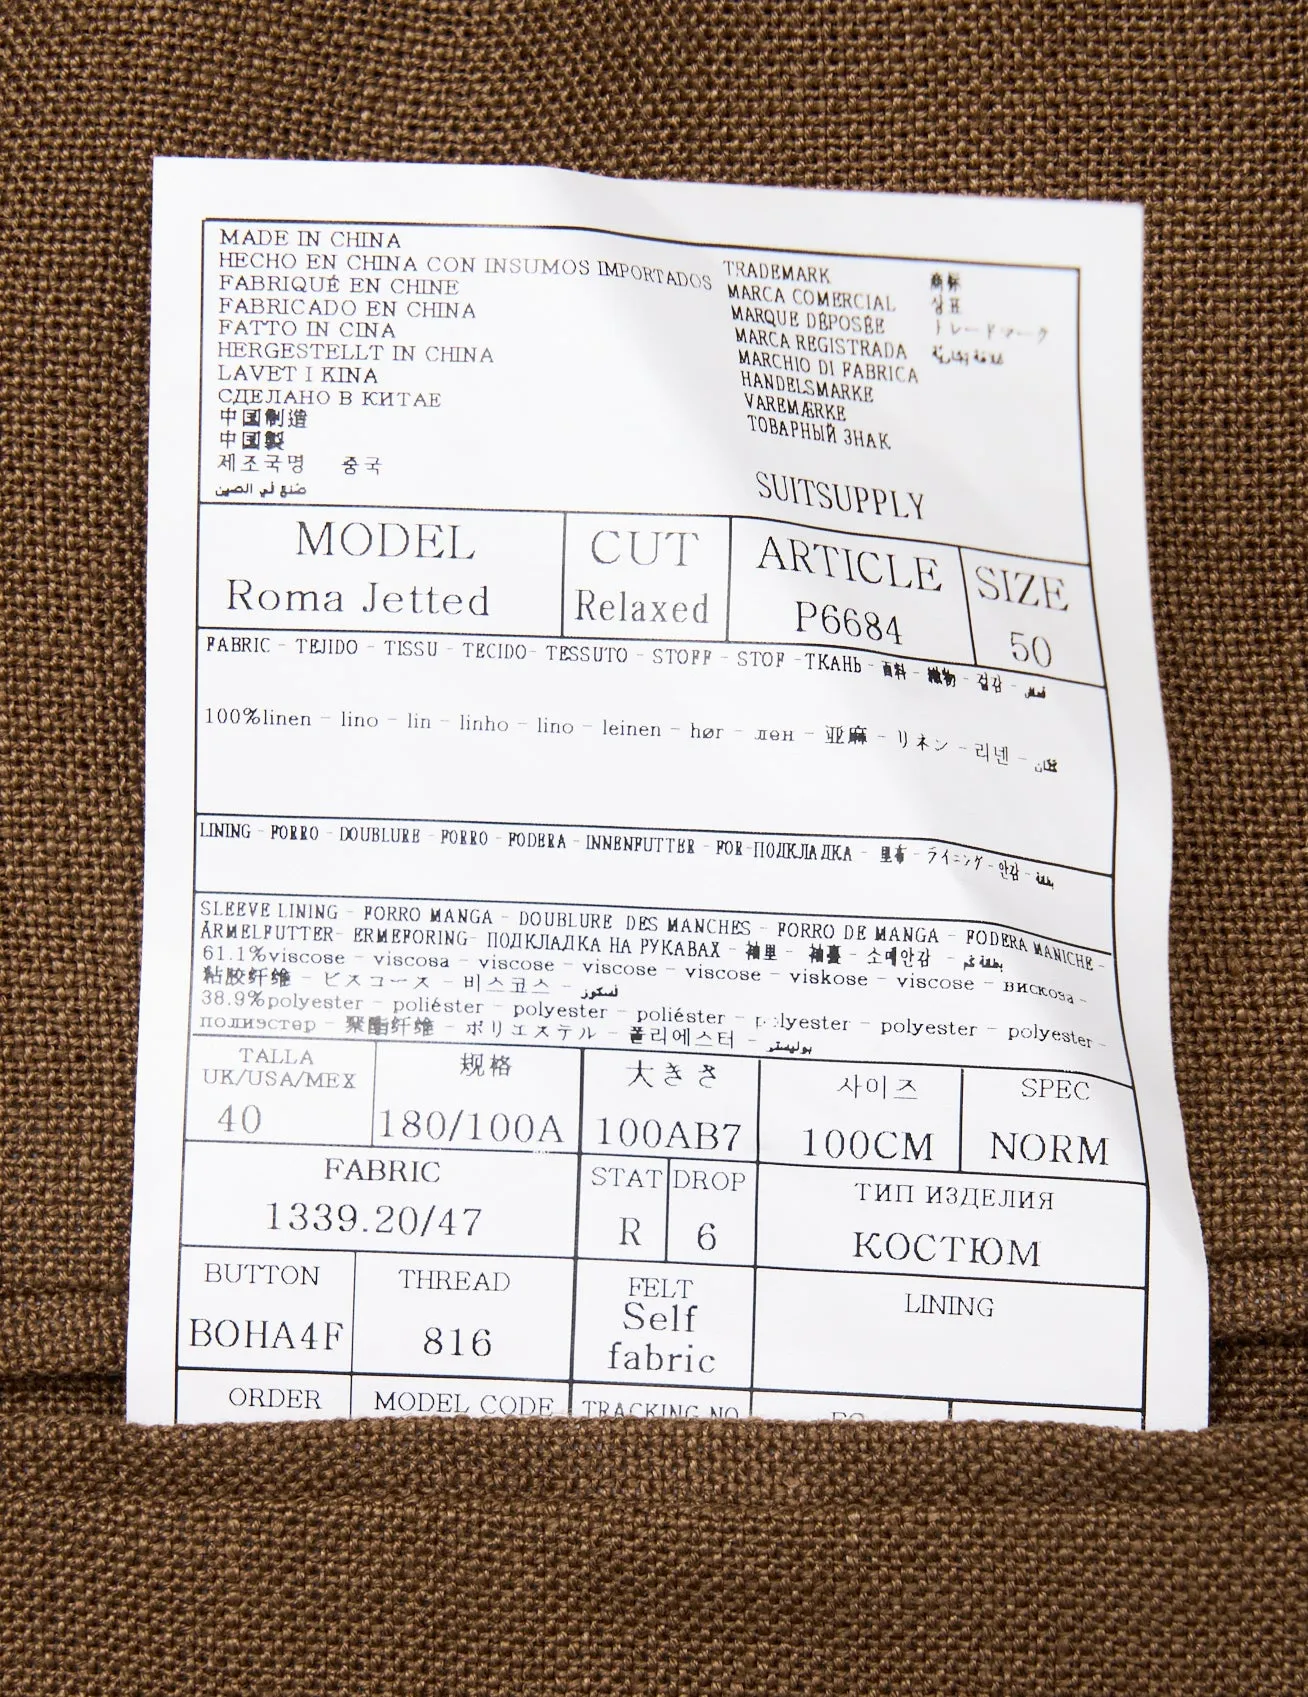 MADE IN CHINA
HECHO EN CHINA CON INSUMOS IMPORTADOS
FABRIQUÉ EN CHINE
FABRICADO EN CHINA
FATTO IN CINA
HERGESTELLT IN CHINA
LAVET I KINA
СДЕЛАНО В КИТАЕ
中国制造
中国製
제조국명 중국
صنع في الصين
TRADEMARK
MARCA COMERCIAL
MARQUE DÉPOSÉE
MARCA REGISTRADA
MARCHIO DI FABRICA
HANDELSMARKE
VAREMÆRKE
ТОВАРНЫЙ ЗНАК
商标
상표
トレードマーク
SUITSUPPLY
MODEL
Roma Jetted
CUT
Relaxed
ARTICLE
P6684
SIZE
50
FABRIC - TEJIDO - TISSU - TECIDO- TESSUTO - STOFF - STOF -ТКАНЬ - 面料 - 織物 - 겉감 -
100%linen - lino - lin - linho - lino - leinen - hør - лен - 亚麻 - リネン - 리넨 - كتان
LINING - FORRO - DOUBLURE - FORRO - FODERA - INNENFUTTER - FOR-ПОДКЛАДКА - 里布 - ライニング - 안감 - بطانة
SLEEVE LINING - FORRO MANGA - DOUBLURE DES MANCHES - FORRO DE MANGA - FODERA MANICHE -
ÄRMELFUTTER- ERMEFORING- ПОДКЛАДКА НА РУКАВАХ - 袖里 - 袖裏 - 소매안감 - بطانة كم
61.1%viscose - viscosa - viscose - viscose - viscose - viskose - viscose - вискоза -
粘胶纤维 - ビスコース - 비스코스 - فسكوز
38.9%polyester - poliéster - polyester - poliéster - polyester - polyester - polyester -
полиэстер - 聚酯纤维 - ポリエステル - 폴리에스터 - بوليستر
TALLA
UK/USA/MEX
40
规格
180/100A
大きさ
100AB7
사이즈
100CM
SPEC
NORM
FABRIC
1339.20/47
STAT
R
DROP
6
ТИП ИЗДЕЛИЯ
КОСТЮМ
BUTTON
BOHA4F
THREAD
816
FELT
Self
fabric
LINING
ORDER
MODEL CODE
TRACKING NO